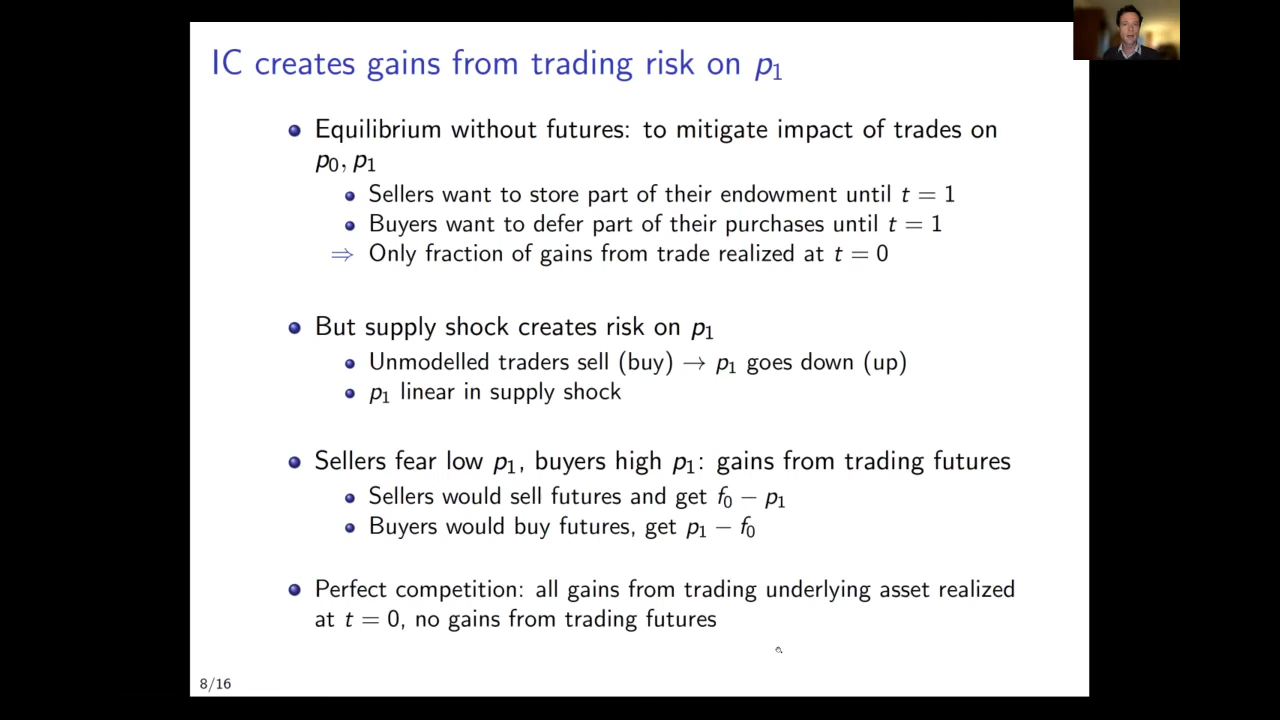 IC creates gains from trading risk on p₁
Equilibrium without futures: to mitigate impact of trades on
p₀, p₁
Sellers want to store part of their endowment until t = 1
Buyers want to defer part of their purchases until t = 1
⇒ Only fraction of gains from trade realized at t = 0
But supply shock creates risk on p₁
Unmodelled traders sell (buy) → p₁ goes down (up)
p₁ linear in supply shock
Sellers fear low p₁, buyers high p₁: gains from trading futures
Sellers would sell futures and get f₀ − p₁
Buyers would buy futures, get p₁ − f₀
Perfect competition: all gains from trading underlying asset realized
at t = 0, no gains from trading futures
8/16